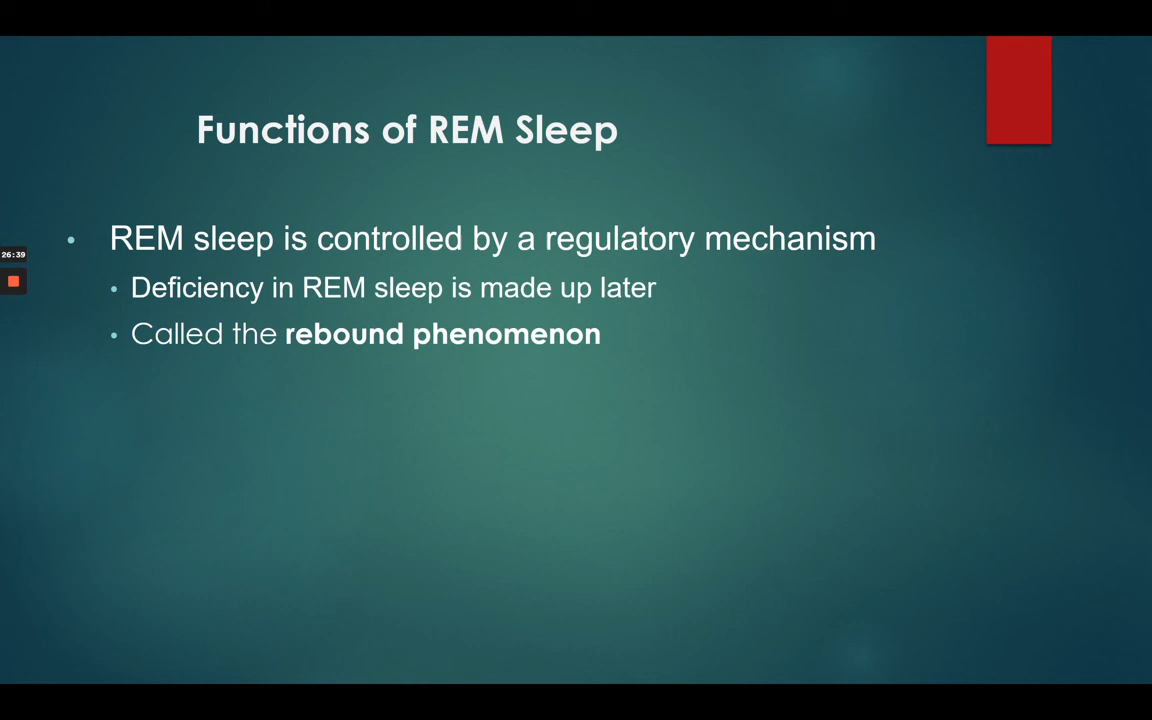 Functions of REM Sleep
REM sleep is controlled by a regulatory mechanism
26:39
Deficiency in REM sleep is made up later
Called the rebound phenomenon